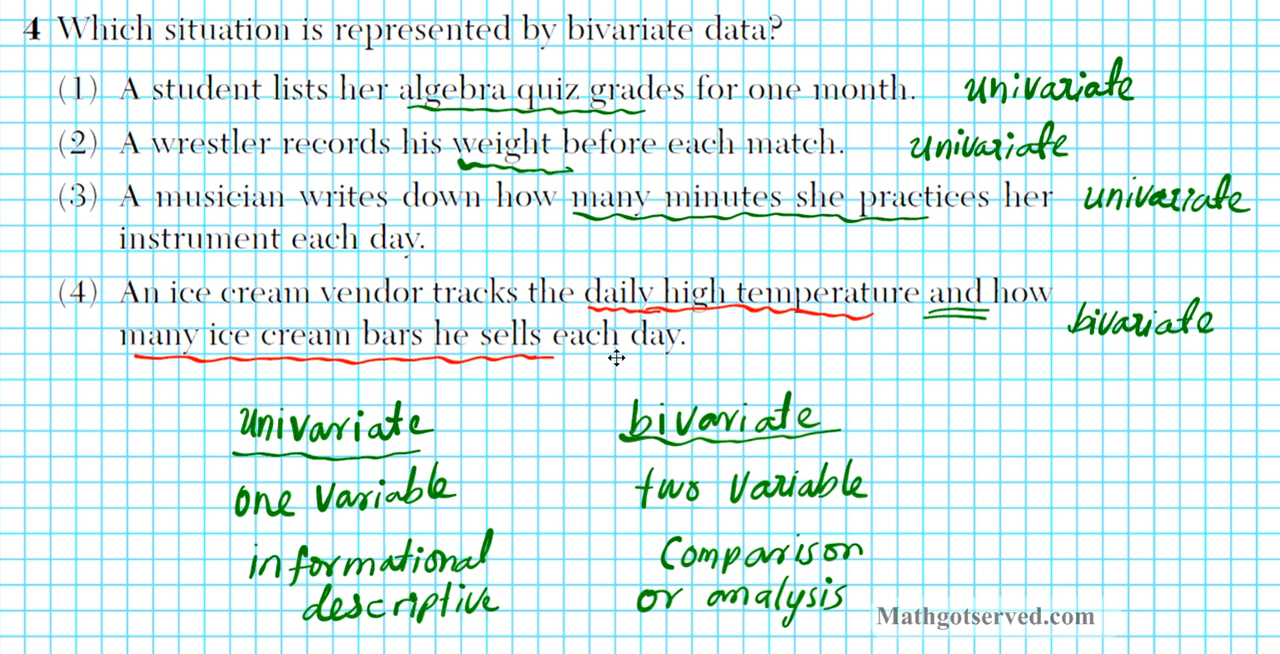 4 Which situation is represented by bivariate data?
(1) A student lists her algebra quiz grades for one month. univariate
(2) A wrestler records his weight before each match. univariate
(3) A musician writes down how many minutes she practices her univariate
instrument each day.
(4) An ice cream vendor tracks the daily high temperature and how
many ice cream bars he sells each day. bivariate
univariate bivariate
one variable two variable
informational comparison
descriptive or analysis
Mathgotserved.com